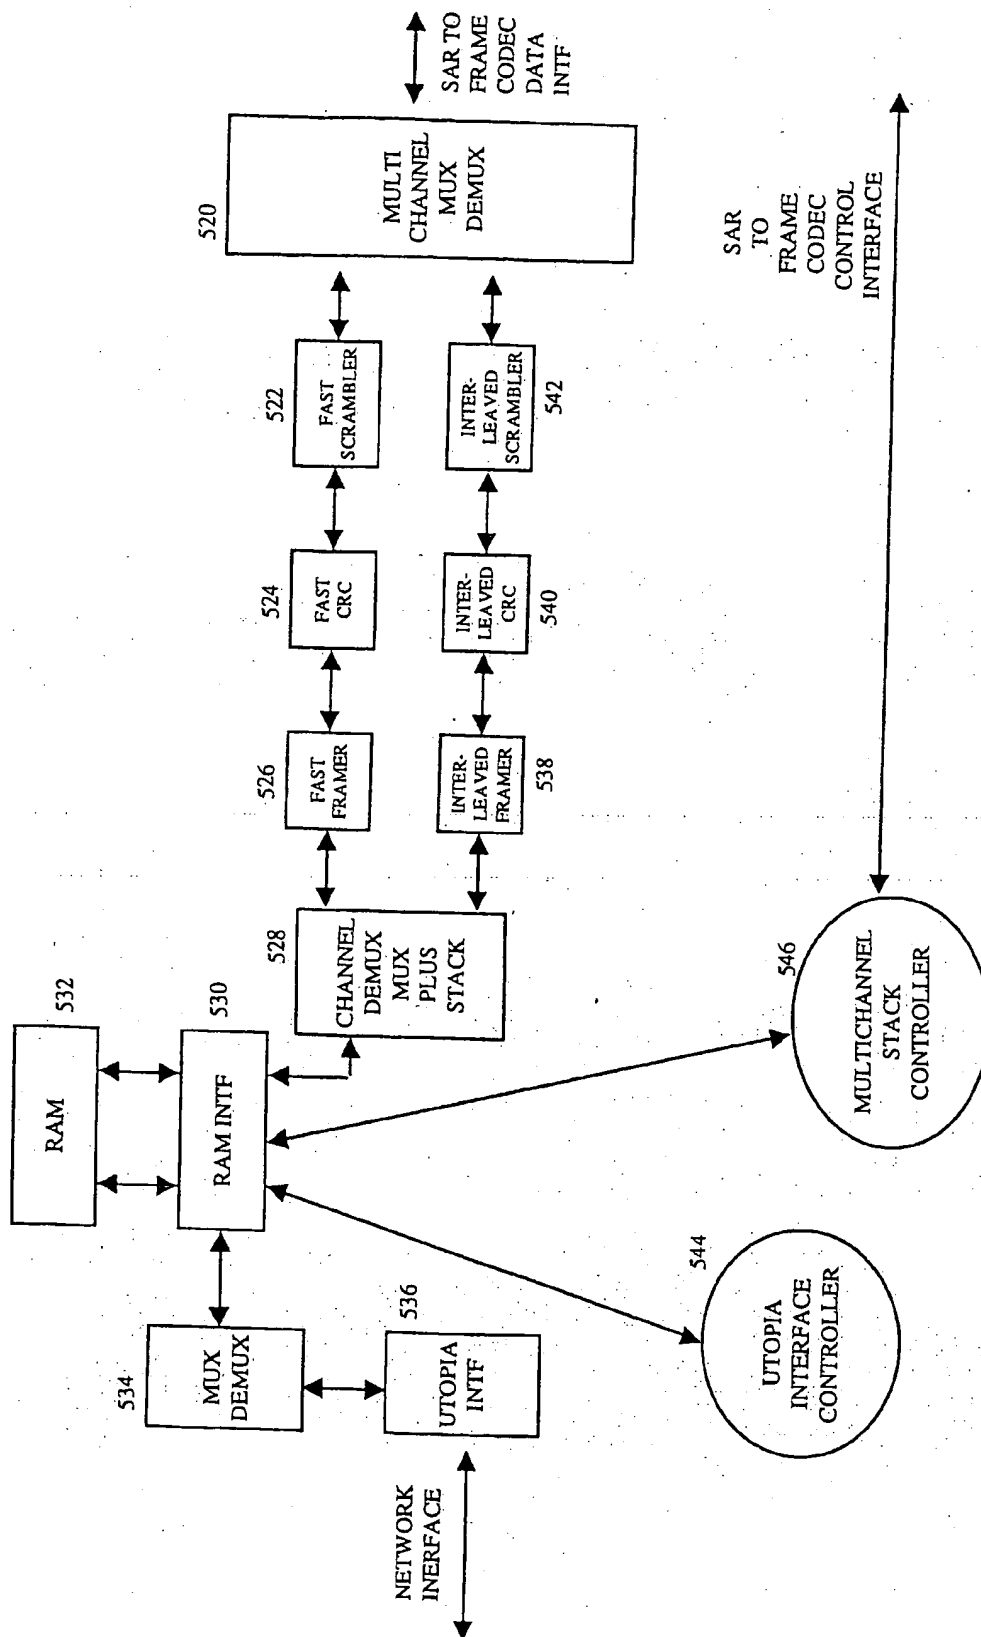 532
RAM
530
RAM INTF
534
MUX
DEMUX
536
UTOPIA
INTF
NETWORK
INERFACE
528
CHANNEL
DEMUX
MUX
PLUS
STACK
526
FAST
FRAMER
524
FAST
CRC
522
FAST
SCRAMBLER
520
MULTI
CHANNEL
MUX
DEMUX
SAR TO
FRAME
CODEC
DATA
INTF
INTER-
LEAVED
FRAMER
538
INTER-
LEAVED
CRC
540
INTER-
LEAVED
SCRAMBLER
542
544
UTOPIA
INTERFACE
CONTROLLER
546
MULTICHANNEL
STACK
CONTROLLER
SAR
TO
FRAME
CODEC
CONTROL
INTERFACE